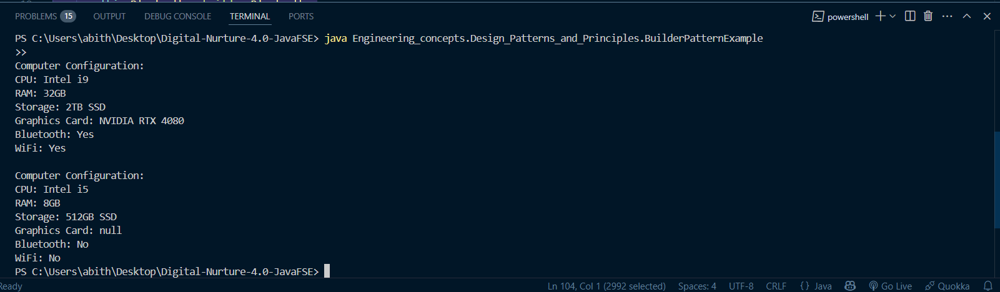 PROBLEMS 15 OUTPUT DEBUG CONSOLE TERMINAL PORTS powershell
PS C:\Users\abith\Desktop\Digital-Nurture-4.0-JavaFSE> java Engineering_concepts.Design_Patterns_and_Principles.BuilderPatternExample
>>
Computer Configuration:
CPU: Intel i9
RAM: 32GB
Storage: 2TB SSD
Graphics Card: NVIDIA RTX 4080
Bluetooth: Yes
WiFi: Yes
Computer Configuration:
CPU: Intel i5
RAM: 8GB
Storage: 512GB SSD
Graphics Card: null
Bluetooth: No
WiFi: No
PS C:\Users\abith\Desktop\Digital-Nurture-4.0-JavaFSE>
Ready Ln 104, Col 1 (2992 selected) Spaces: 4 UTF-8 CRLF {} Java Go Live Quokka